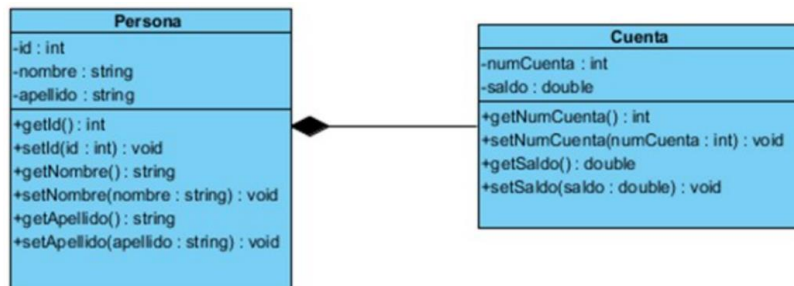 Persona
-id : int
-nombre : string
-apellido : string
+getId() : int
+setId(id : int) : void
+getNombre() : string
+setNombre(nombre : string) : void
+getApellido() : string
+setApellido(apellido : string) : void
Cuenta
-numCuenta : int
-saldo : double
+getNumCuenta() : int
+setNumCuenta(numCuenta : int) : void
+getSaldo() : double
+setSaldo(saldo : double) : void